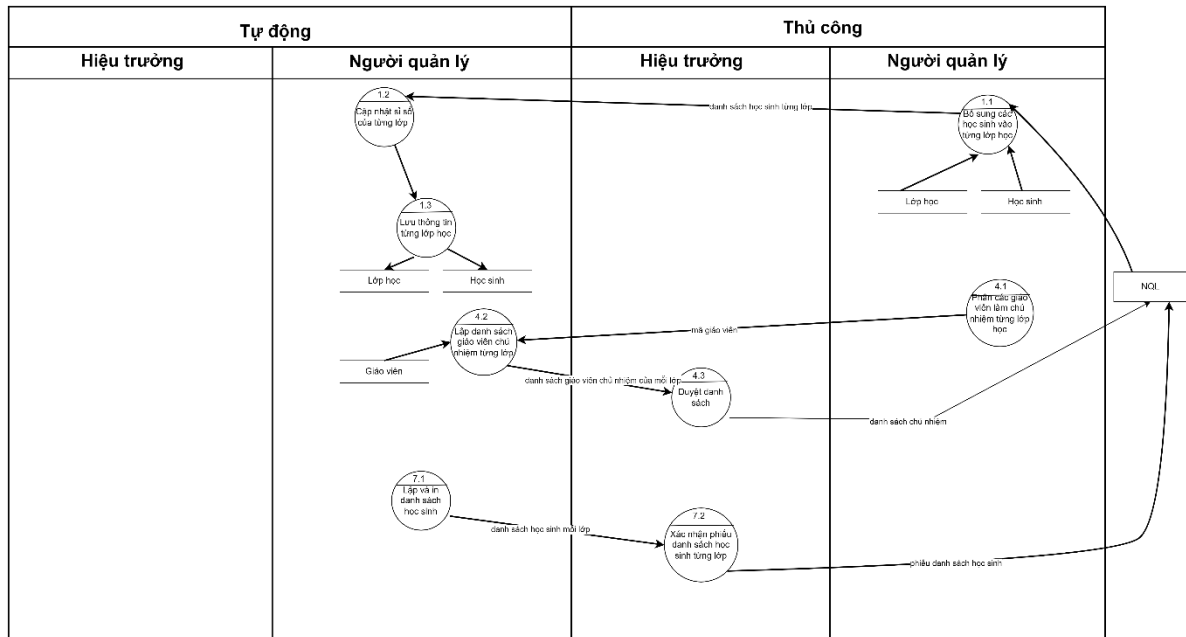 Tự động
Thủ công
Hiệu trưởng
Người quản lý
Hiệu trưởng
Người quản lý
1.2
Cập nhật sĩ số
của từng lớp
danh sách học sinh từng lớp
1.1
Bổ sung các
học sinh vào
từng lớp học
Lớp học
Học sinh
1.3
Lưu thông tin
từng lớp học
Lớp học
Học sinh
NQL
4.1
Phân các giáo
viên làm chủ
nhiệm từng lớp
học
mã giáo viên
4.2
Lập danh sách
giáo viên chủ
nhiệm từng lớp
Giáo viên
danh sách giáo viên chủ nhiệm của mỗi lớp
4.3
Duyệt danh
sách
danh sách chủ nhiệm
7.1
Lập và in
danh sách
học sinh
danh sách học sinh mỗi lớp
7.2
Xác nhận phiếu
danh sách học
sinh từng lớp
phiếu danh sách học sinh